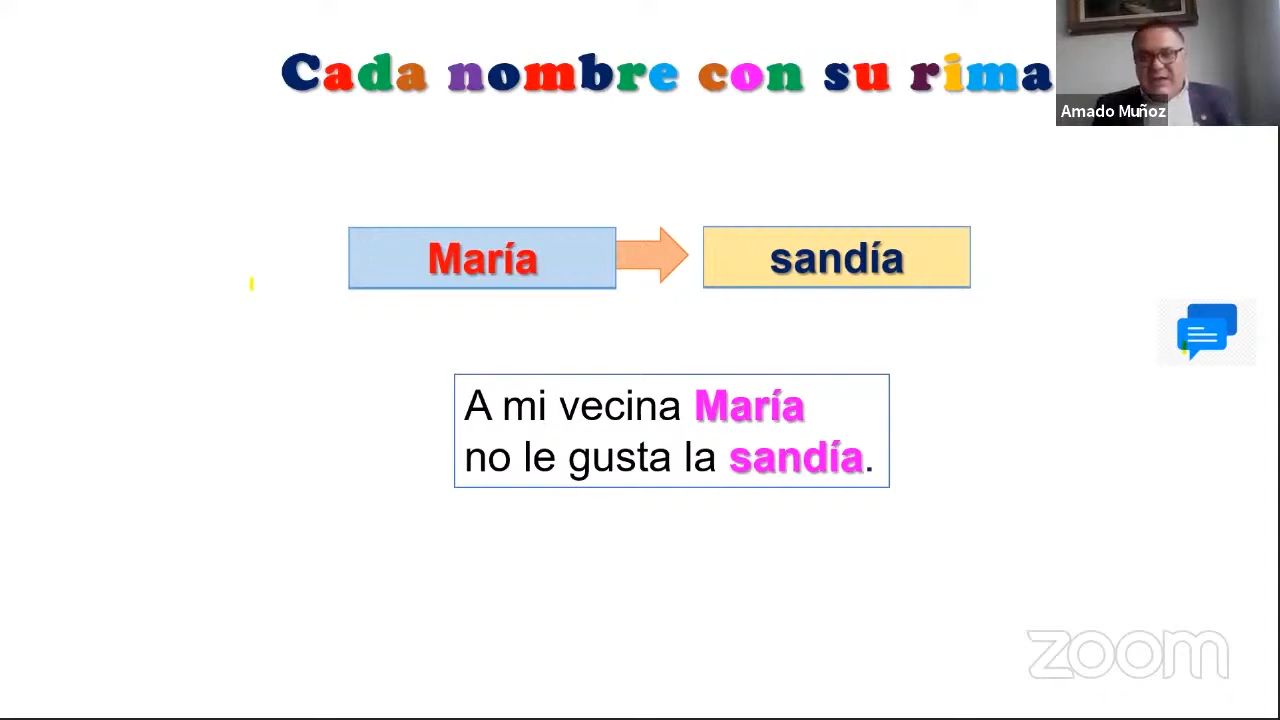 Cada nombre con su rima
Amado Muñoz
María
sandía
A mi vecina María
no le gusta la sandía.
zoom